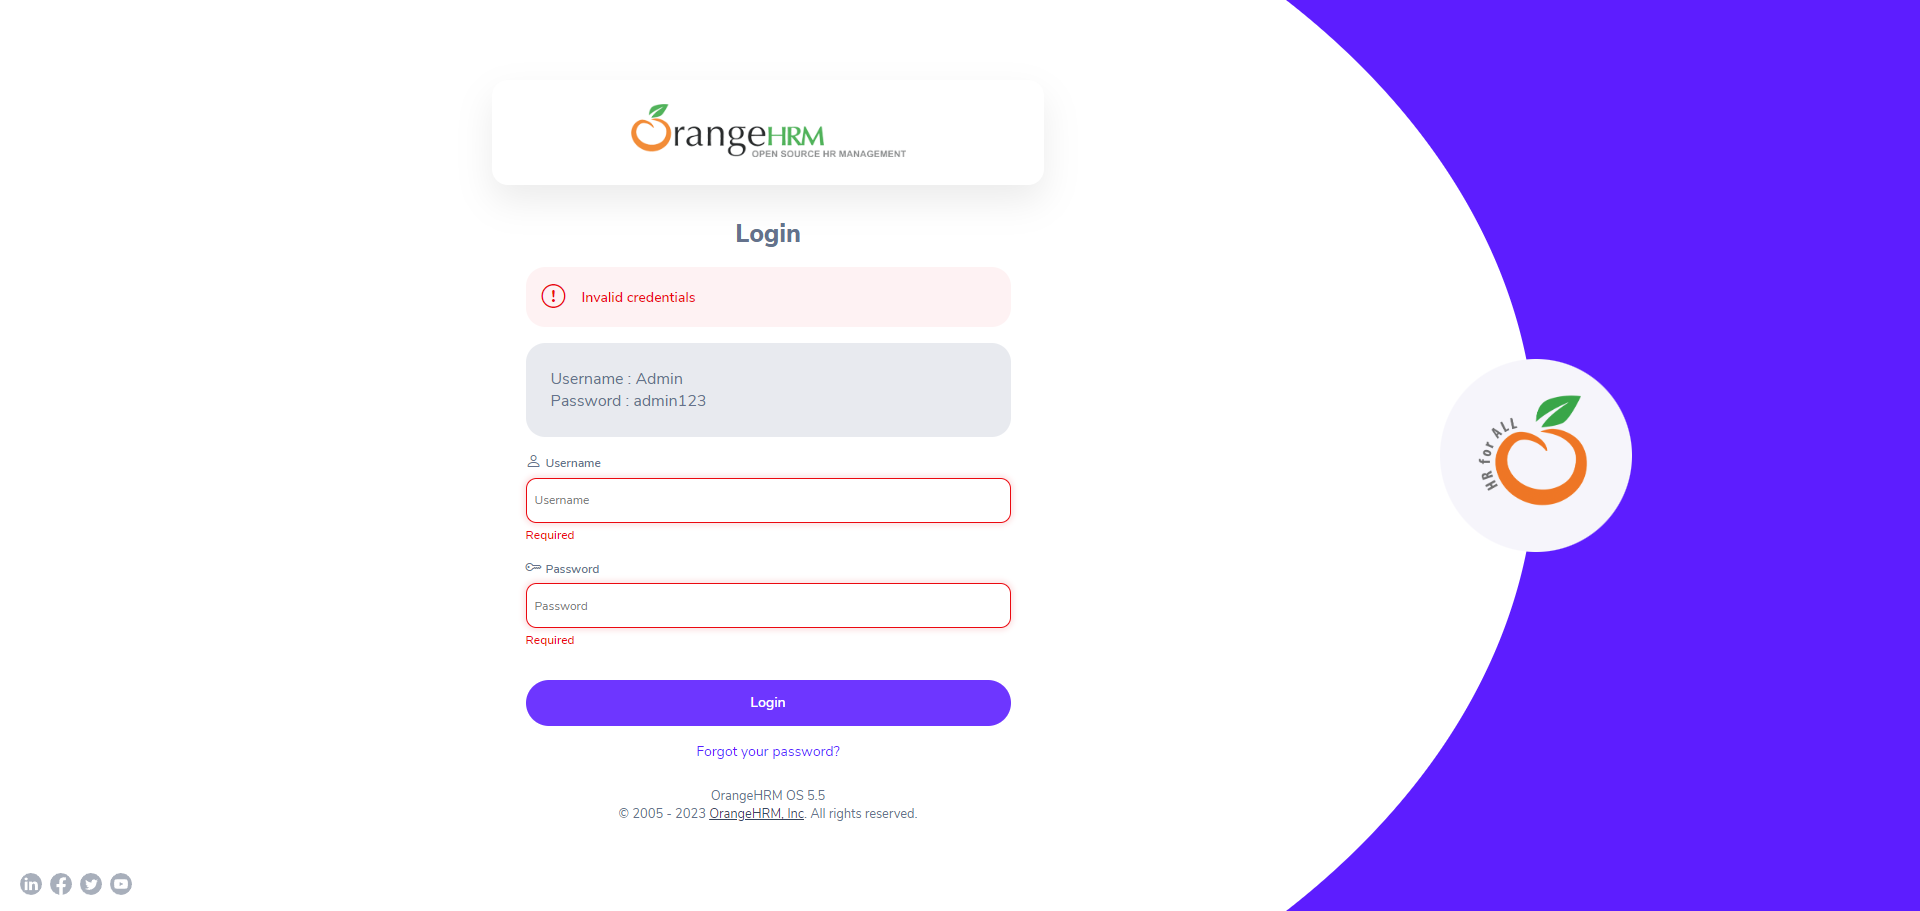 OrangeHRM
OPEN SOURCE HR MANAGEMENT
Login
Invalid credentials
Username : Admin
Password : admin123
Username
Username
Required
Password
Password
Required
Login
Forgot your password?
OrangeHRM OS 5.5
© 2005 - 2023 OrangeHRM, Inc. All rights reserved.
HR for ALL
in